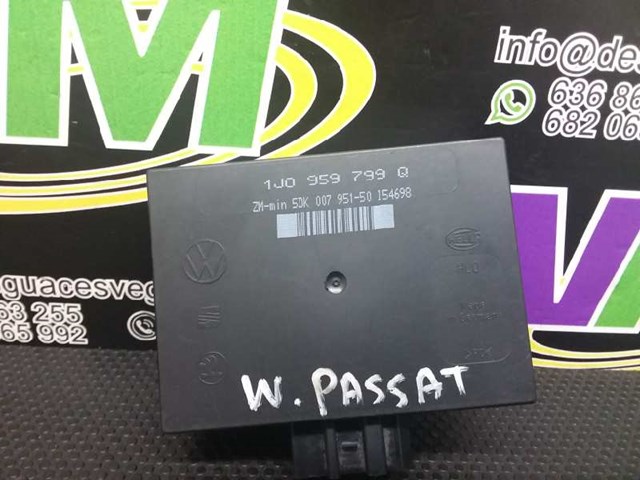 M
info@des
636 86
682 06
1J0 959 799 Q
ZM-min 5DK 007 951-50 154698
guacesveg
63 255
65 992
V
W. PASSAT